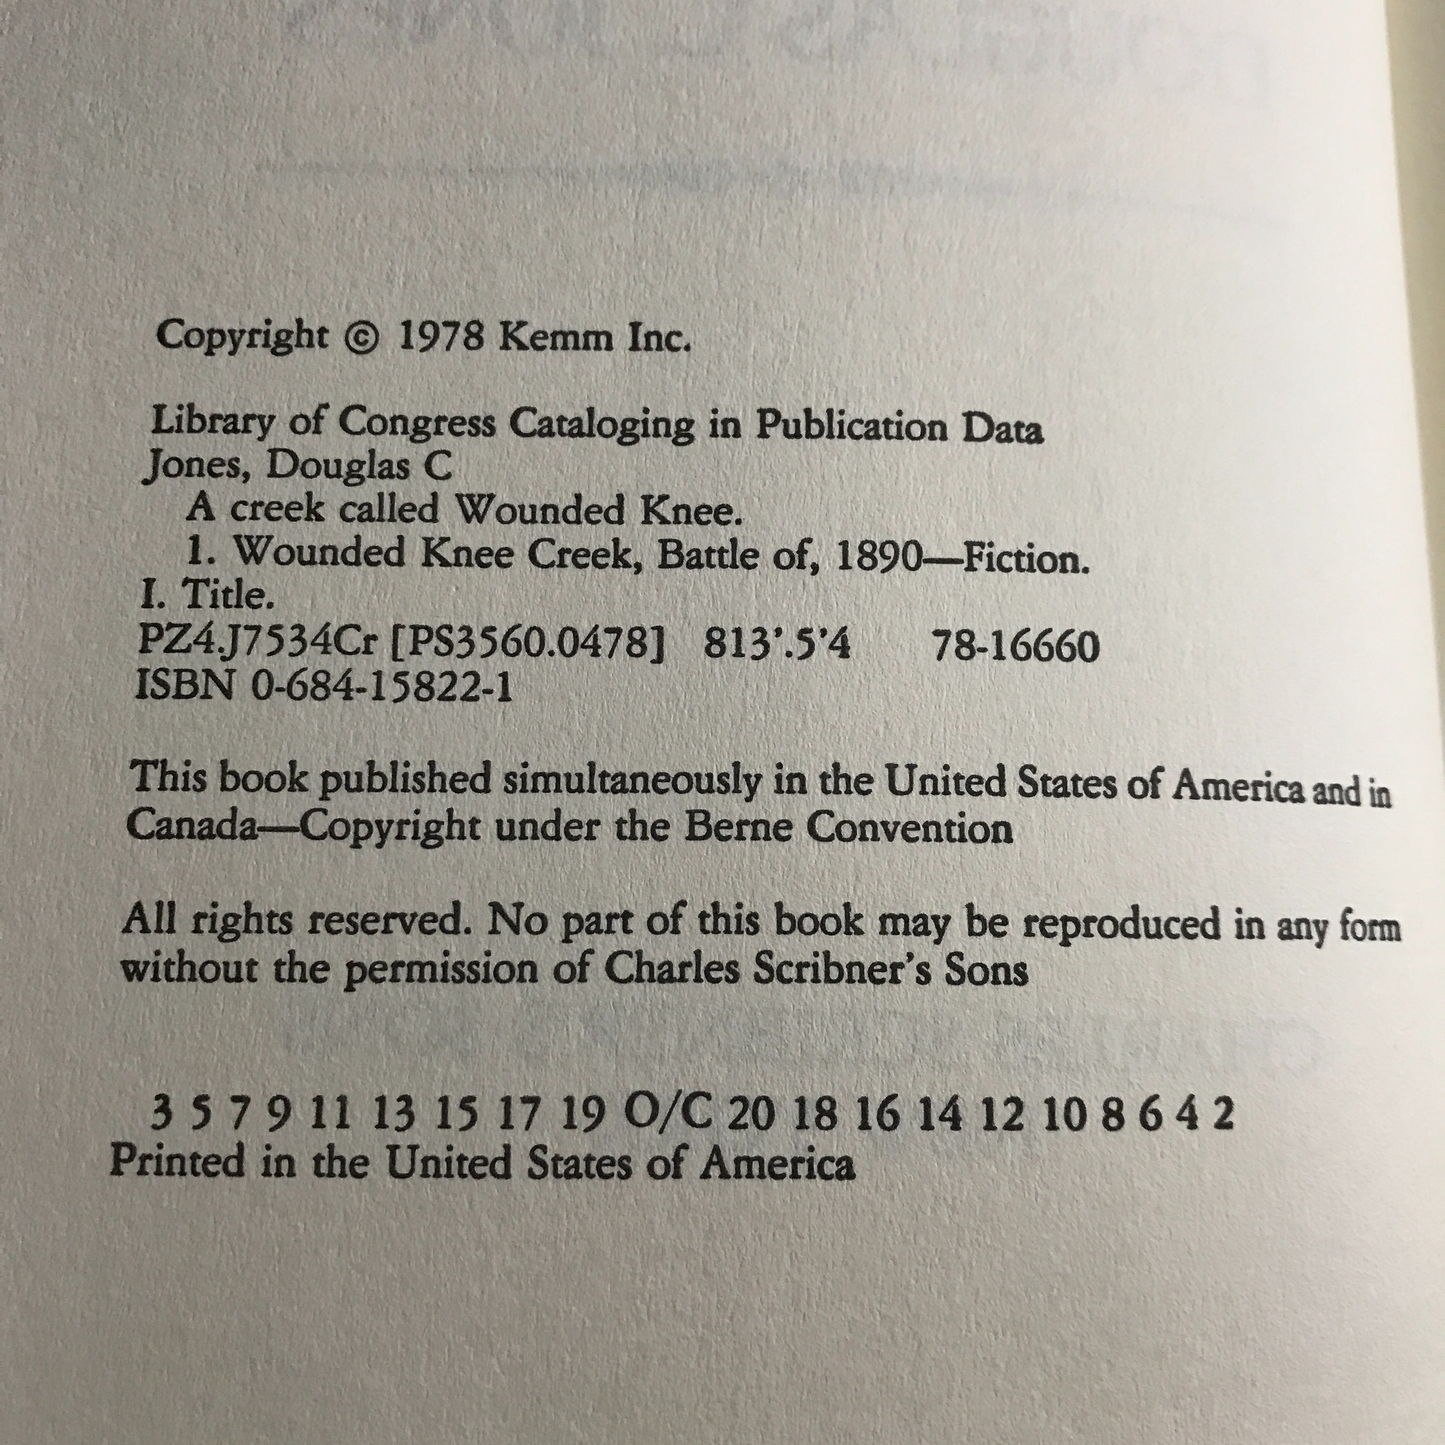 Copyright © 1978 Kemm Inc.
Library of Congress Cataloging in Publication Data
Jones, Douglas C
A creek called Wounded Knee.
1. Wounded Knee Creek, Battle of, 1890—Fiction.
I. Title.
PZ4.J7534Cr [PS3560.0478] 813'.5'4 78-16660
ISBN 0-684-15822-1
This book published simultaneously in the United States of America and in
Canada—Copyright under the Berne Convention
All rights reserved. No part of this book may be reproduced in any form
without the permission of Charles Scribner's Sons
3 5 7 9 11 13 15 17 19 O/C 20 18 16 14 12 10 8 6 4 2
Printed in the United States of America